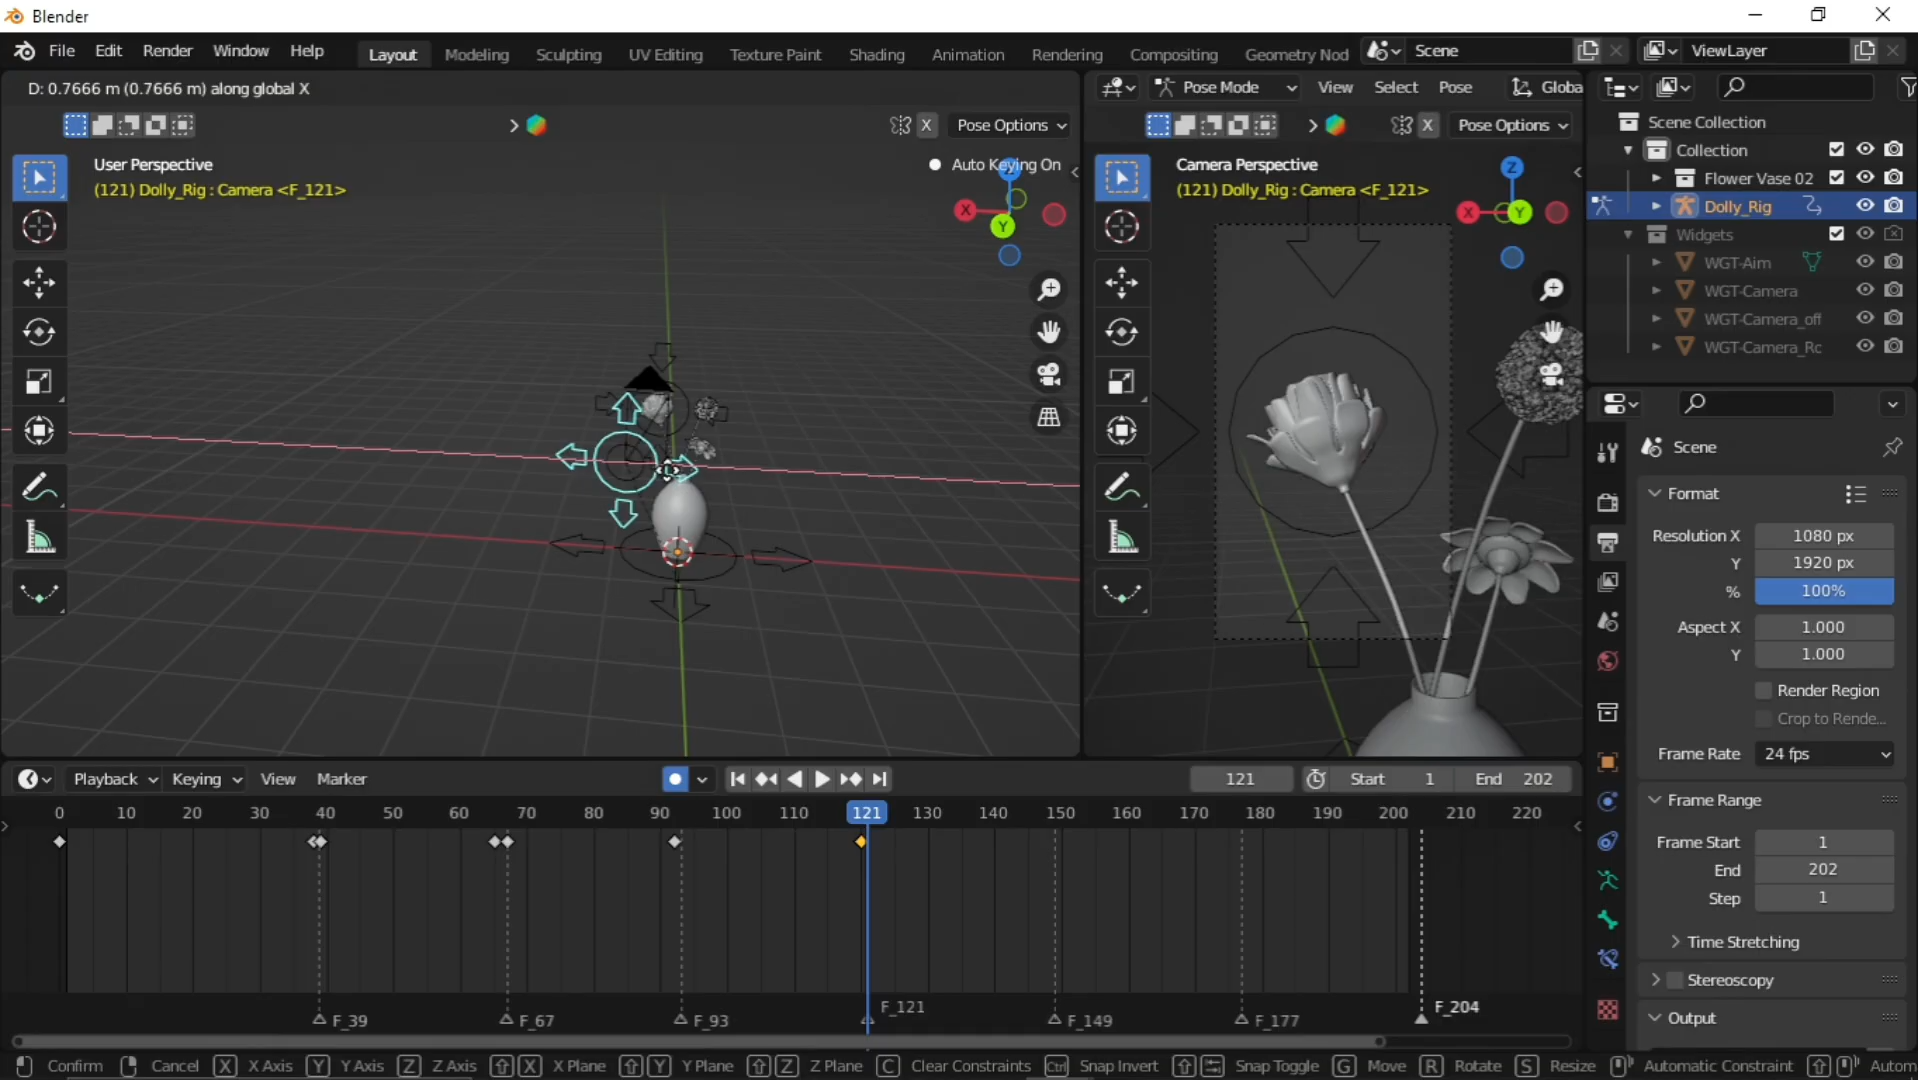 Blender
File Edit Render Window Help Layout Modeling Sculpting UV Editing Texture Paint Shading Animation Rendering Compositing Geometry Nod Scene ViewLayer
D: 0.7666 m (0.7666 m) along global X
Pose Mode View Select Pose Globa
X Pose Options
X Pose Options
User Perspective
(121) Dolly_Rig : Camera <F_121>
Auto Keying On
Z
X
Y
Camera Perspective
(121) Dolly_Rig : Camera <F_121>
Z
X
Y
Scene Collection
Collection
Flower Vase 02
Dolly_Rig
Widgets
WGT-Aim
WGT-Camera
WGT-Camera_off
WGT-Camera_Rc
Scene
Format
Resolution X 1080 px
Y 1920 px
% 100%
Aspect X 1.000
Y 1.000
Render Region
Crop to Rende...
Frame Rate 24 fps
Frame Range
Frame Start 1
End 202
Step 1
Time Stretching
Stereoscopy
Output
Playback Keying View Marker 121 Start 1 End 202
0 10 20 30 40 50 60 70 80 90 100 110 121 130 140 150 160 170 180 190 200 210 220
F_39 F_67 F_93 F_121 F_149 F_177 F_204
Confirm Cancel X X Axis Y Y Axis Z Z Axis X X Plane Y Y Plane Z Z Plane C Clear Constraints Ctrl Snap Invert Snap Toggle G Move R Rotate S Resize Automatic Constraint Autom